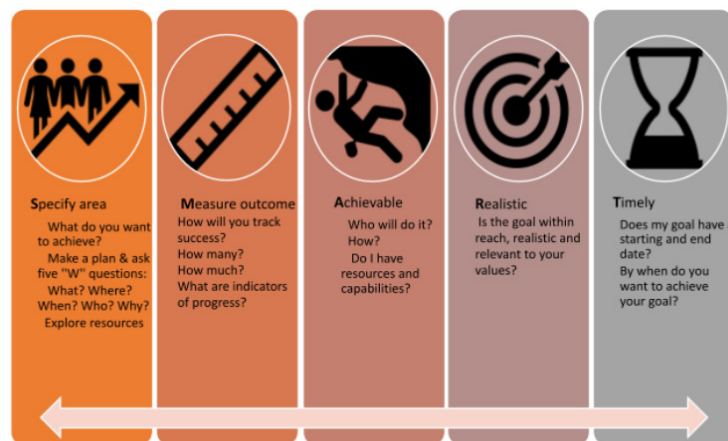 Specify area
What do you want
to achieve?
Make a plan & ask
five "W" questions:
What? Where?
When? Who? Why?
Explore resources
Measure outcome
How will you track
success?
How many?
How much?
What are indicators
of progress?
Achievable
Who will do it?
How?
Do I have
resources and
capabilities?
Realistic
Is the goal within
reach, realistic and
relevant to your
values?
Timely
Does my goal have a
starting and end
date?
By when do you
want to achieve
your goal?